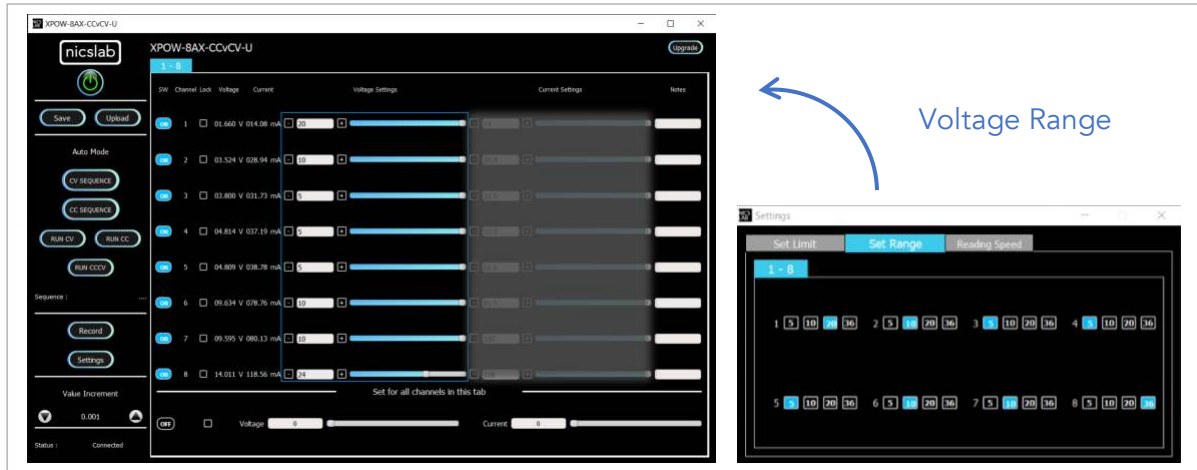 XPOW-8AX-CCvCV-U
nicslab
XPOW-8AX-CCvCV-U
Upgrade
1 - 8
SW Channel Lock Voltage Current Voltage Settings Current Settings Notes
Save Upload
Auto Mode
CV SEQUENCE
CC SEQUENCE
RUN CV RUN CC
RUN CCCV
Sequence : ....
Record
Settings
Value Increment
0.001
Status : Connected
ON 1 01.660 V 014.08 mA - 20 +
ON 2 03.524 V 028.94 mA - 10 +
ON 3 03.800 V 031.73 mA - 5 +
ON 4 04.814 V 037.19 mA - 5 +
ON 5 04.809 V 038.78 mA - 5 +
ON 6 09.634 V 078.76 mA - 10 +
ON 7 09.595 V 080.13 mA - 10 +
ON 8 14.011 V 118.56 mA - 24 +
Set for all channels in this tab
OFF Voltage 0 Current 0
Voltage Range
Settings
Set Limit Set Range Reading Speed
1 - 8
1 5 10 20 36 2 5 10 20 36 3 5 10 20 36 4 5 10 20 36
5 5 10 20 36 6 5 10 20 36 7 5 10 20 36 8 5 10 20 36